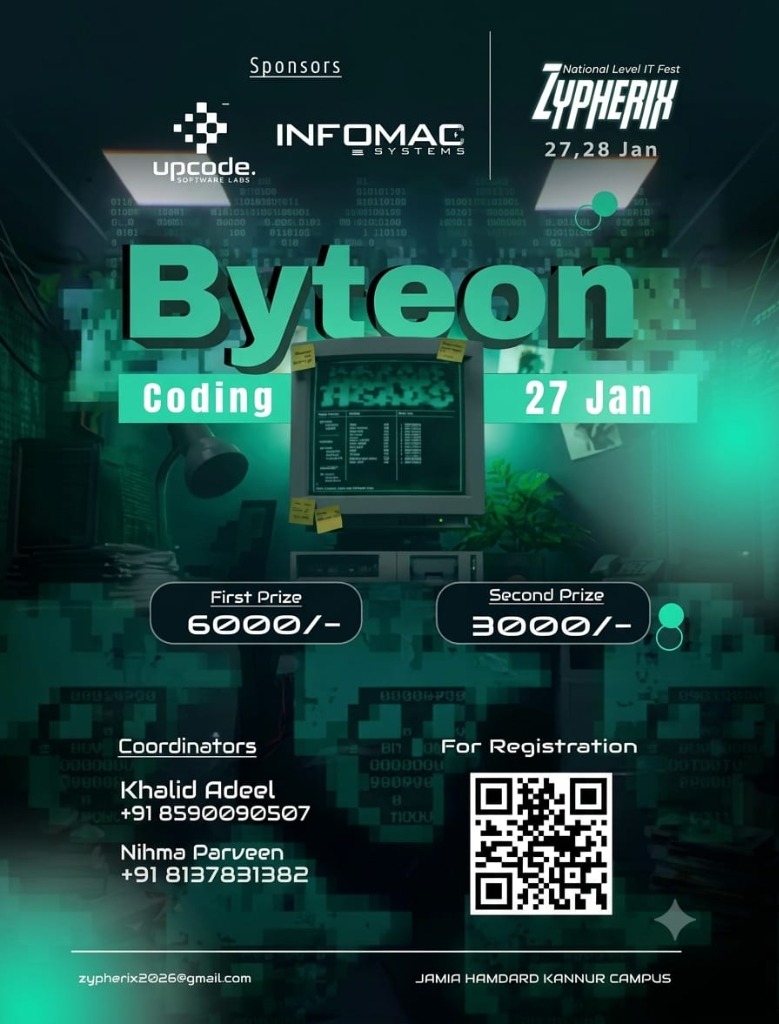 Sponsors
upcode.
SOFTWARE LABS
INFOMAC
SYSTEMS
National Level IT Fest
ZYPHERIX
27,28 Jan
Byteon
Coding
27 Jan
First Prize
6000/-
Second Prize
3000/-
Coordinators
Khalid Adeel
+91 8590090507
Nihma Parveen
+91 8137831382
For Registration
zypherix2026@gmail.com
JAMIA HAMDARD KANNUR CAMPUS